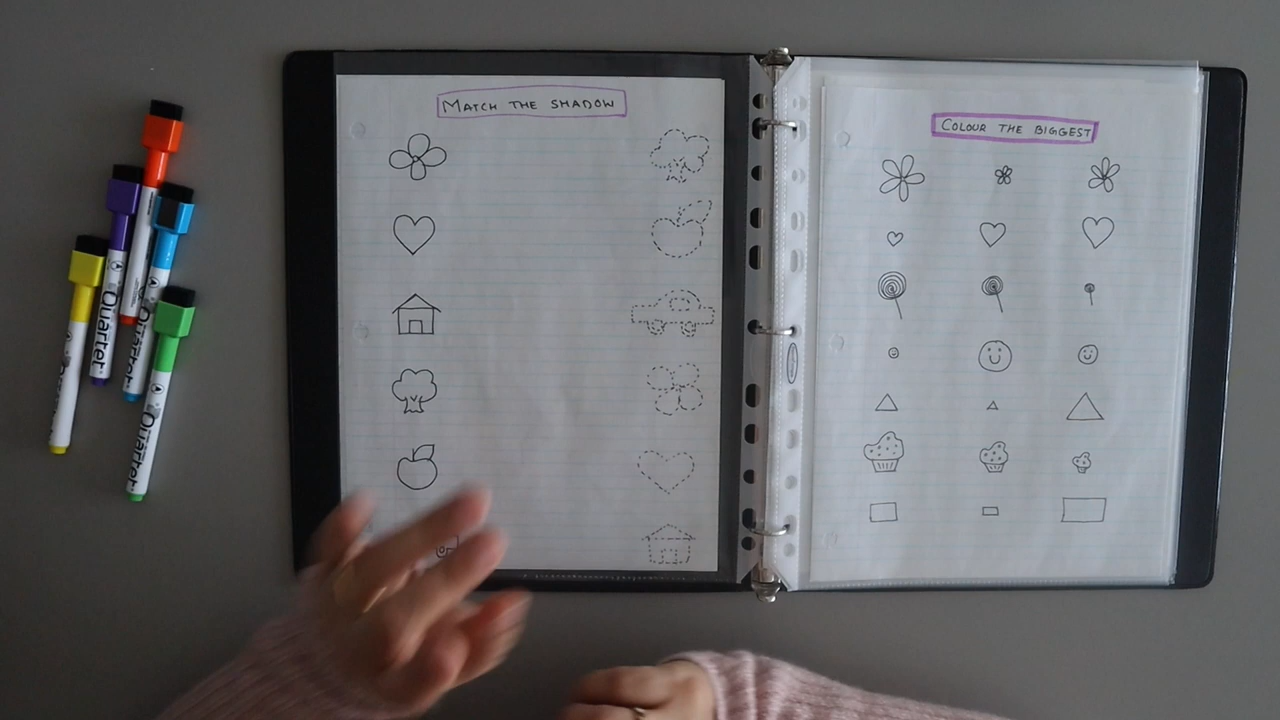 MATCH THE SHADOW
COLOUR THE BIGGEST
Quartet
Quartet
Quartet